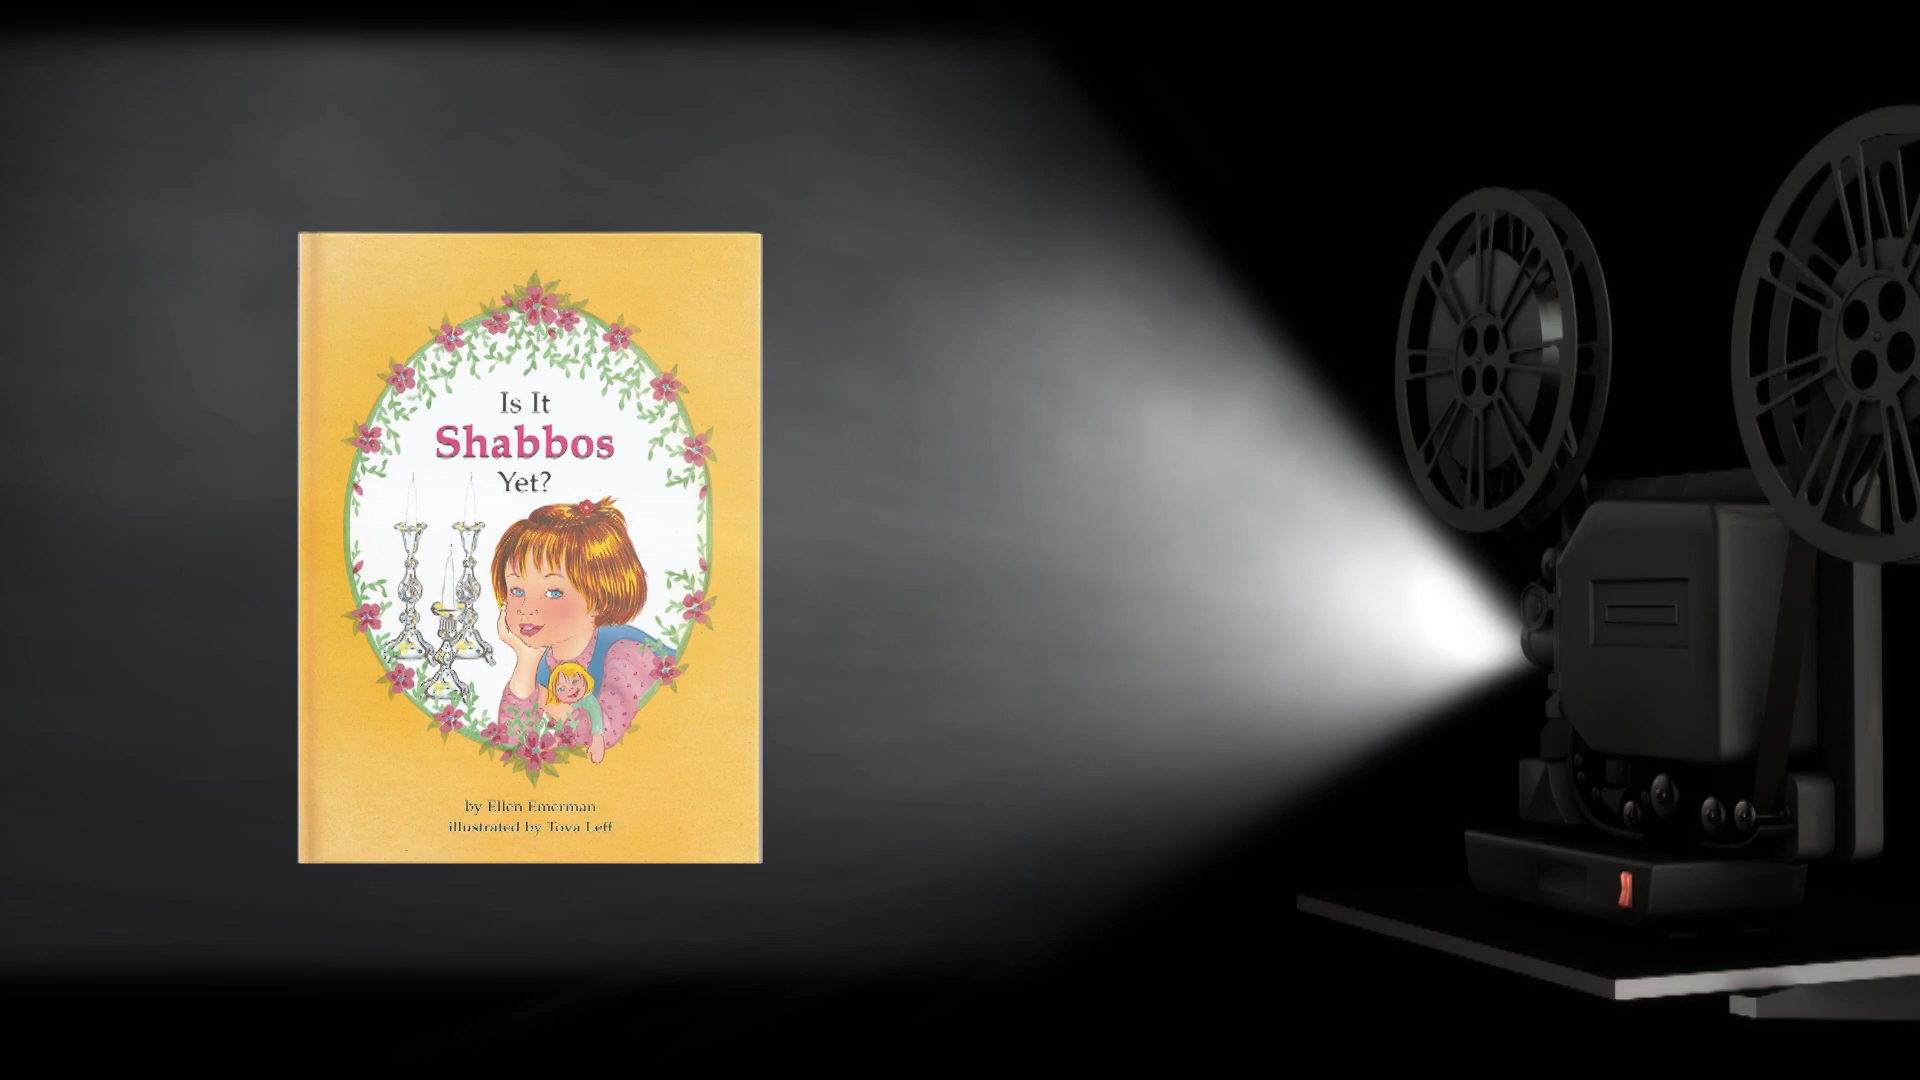 Is It
Shabbos
Yet?
by Ellen Emerman
illustrated by Tova Leff